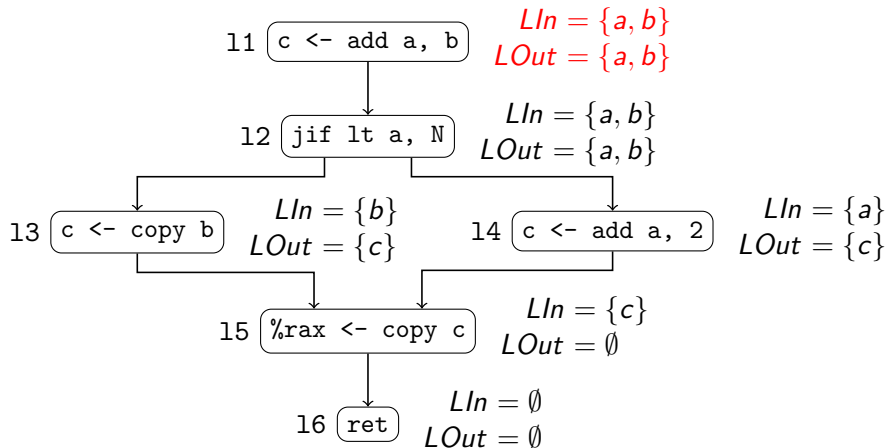 l1 c <- add a, b
LIn = {a, b}
LOut = {a, b}
l2 jif lt a, N
LIn = {a, b}
LOut = {a, b}
l3 c <- copy b
LIn = {b}
LOut = {c}
l4 c <- add a, 2
LIn = {a}
LOut = {c}
l5 %rax <- copy c
LIn = {c}
LOut = ∅
l6 ret
LIn = ∅
LOut = ∅